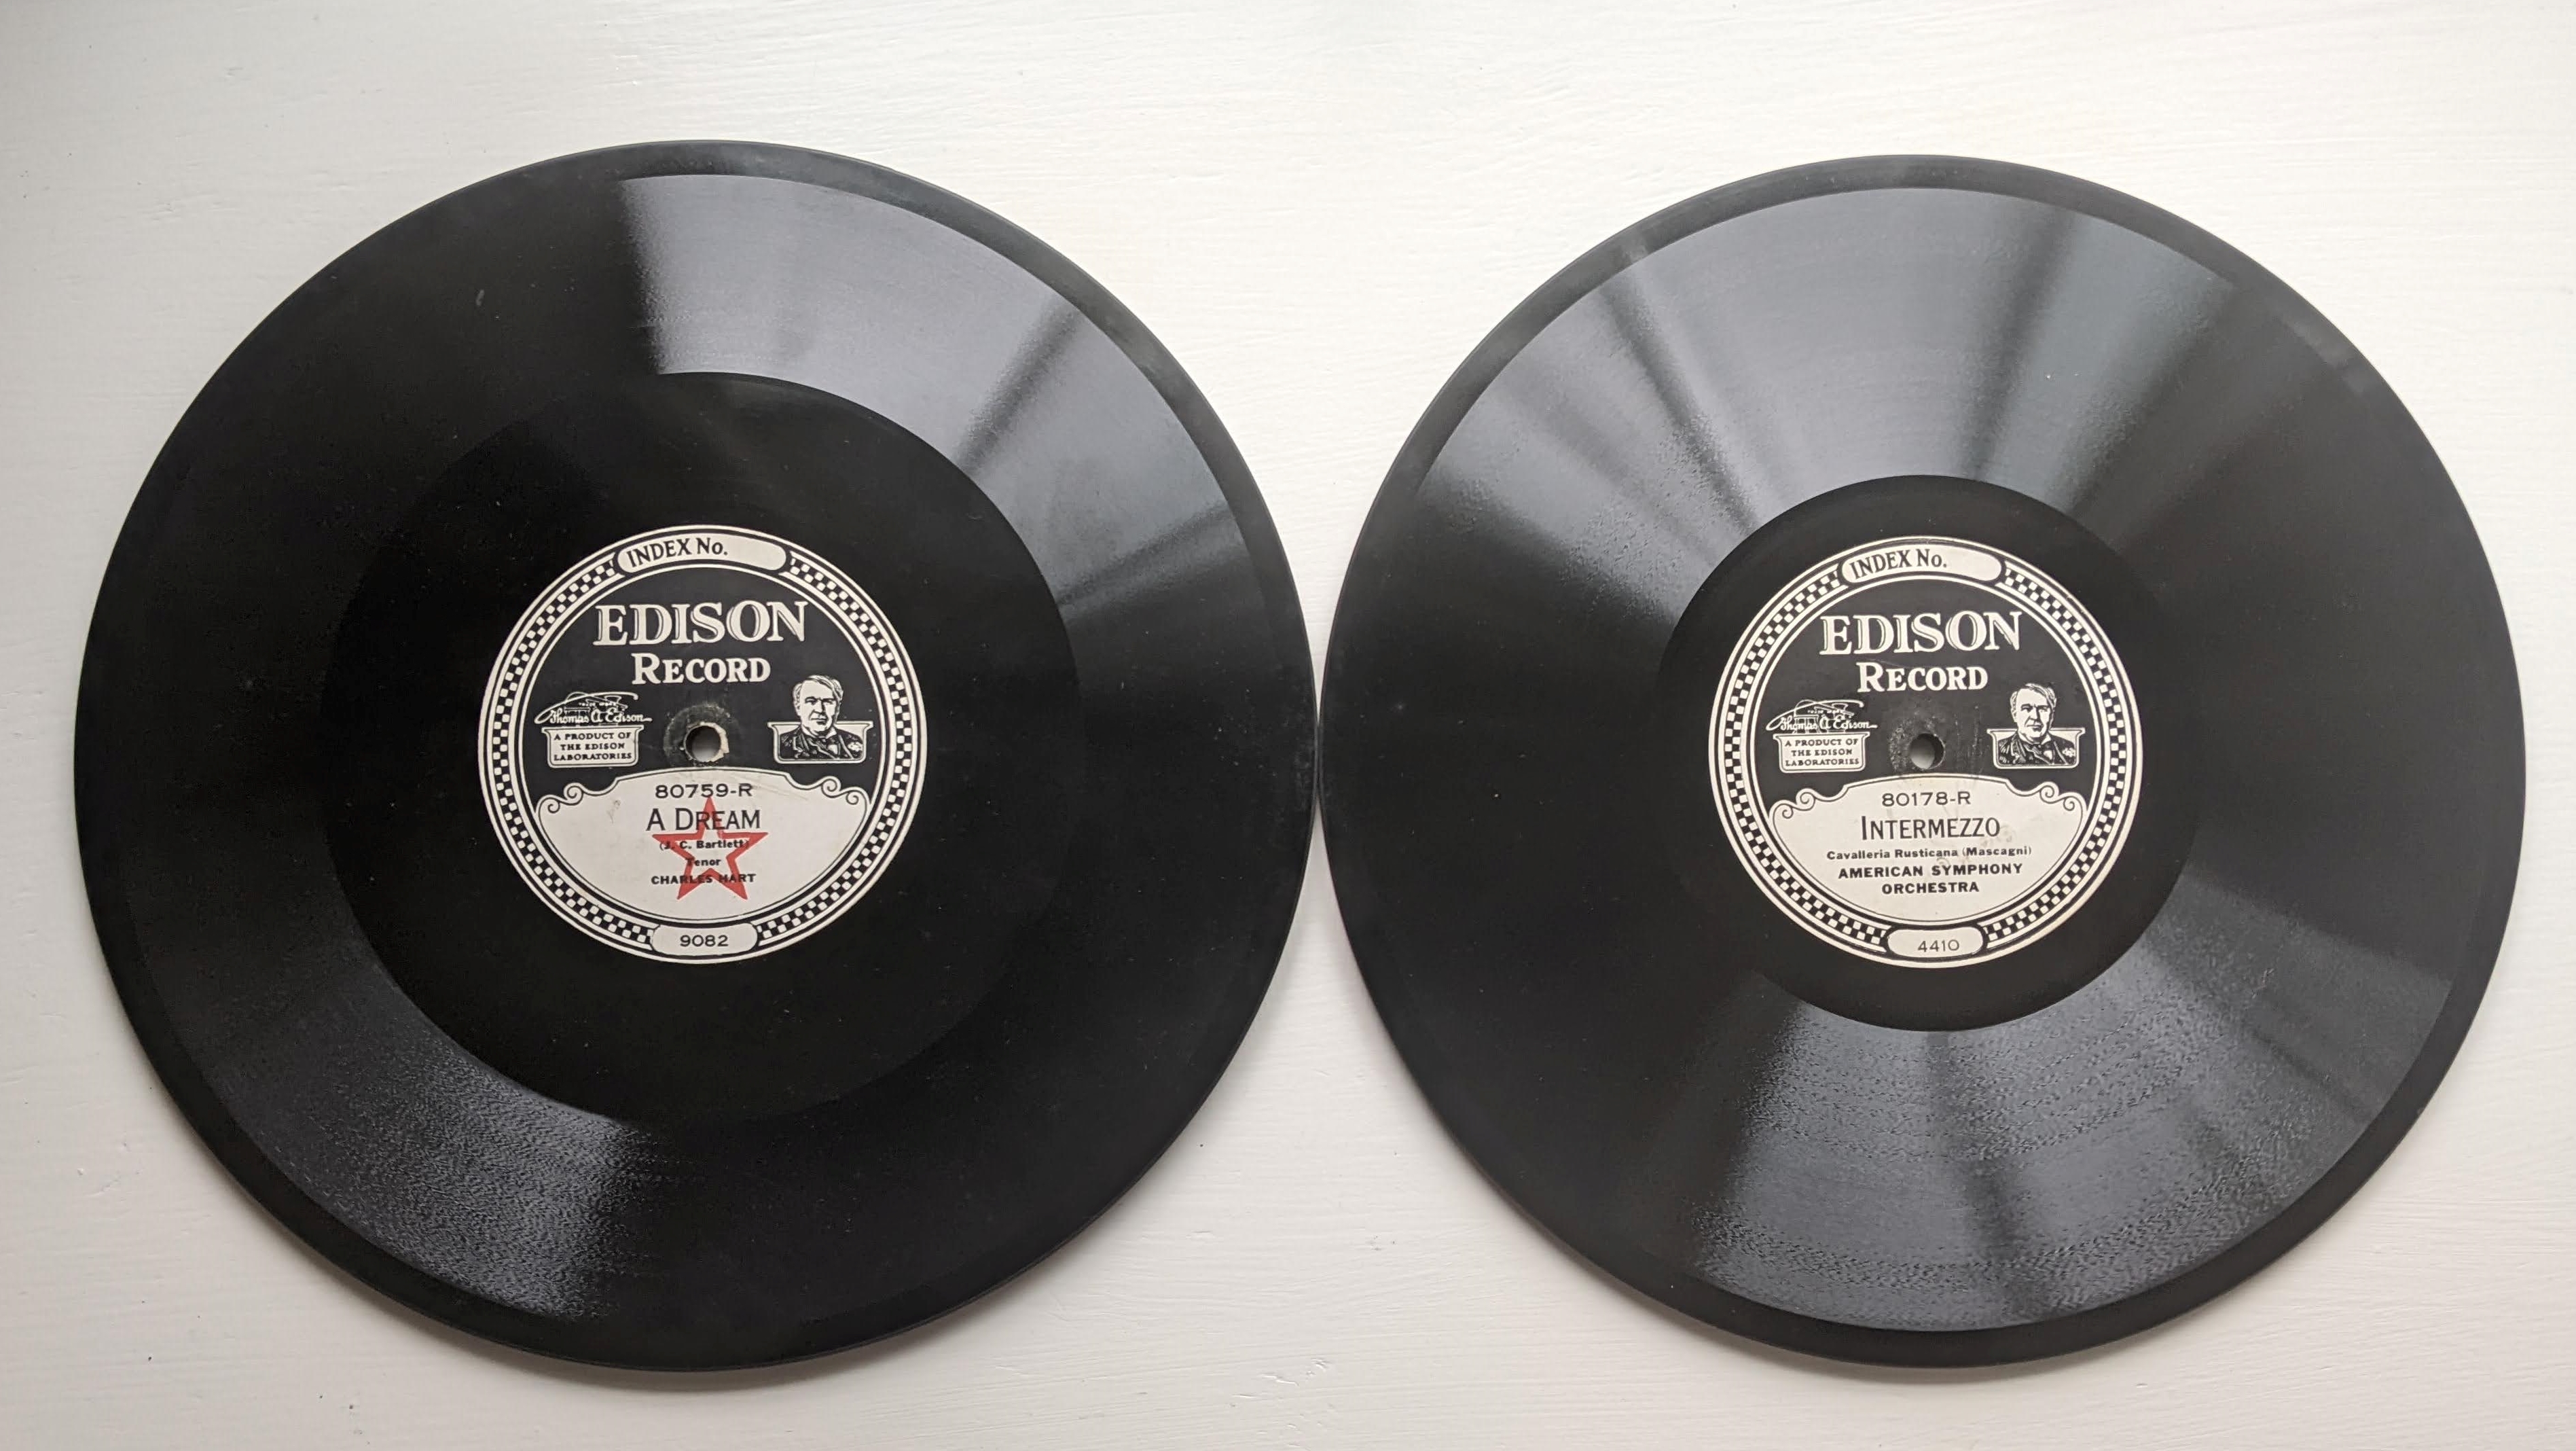 INDEX No.
EDISON
RECORD
Thomas A. Edison
A PRODUCT OF
THE EDISON
LABORATORIES
80759-R
A DREAM
(J. C. Bartlett)
Tenor
CHARLES HART
9082
INDEX No.
EDISON
RECORD
Thomas A. Edison
A PRODUCT OF
THE EDISON
LABORATORIES
80178-R
INTERMEZZO
Cavalleria Rusticana (Mascagni)
AMERICAN SYMPHONY
ORCHESTRA
4410